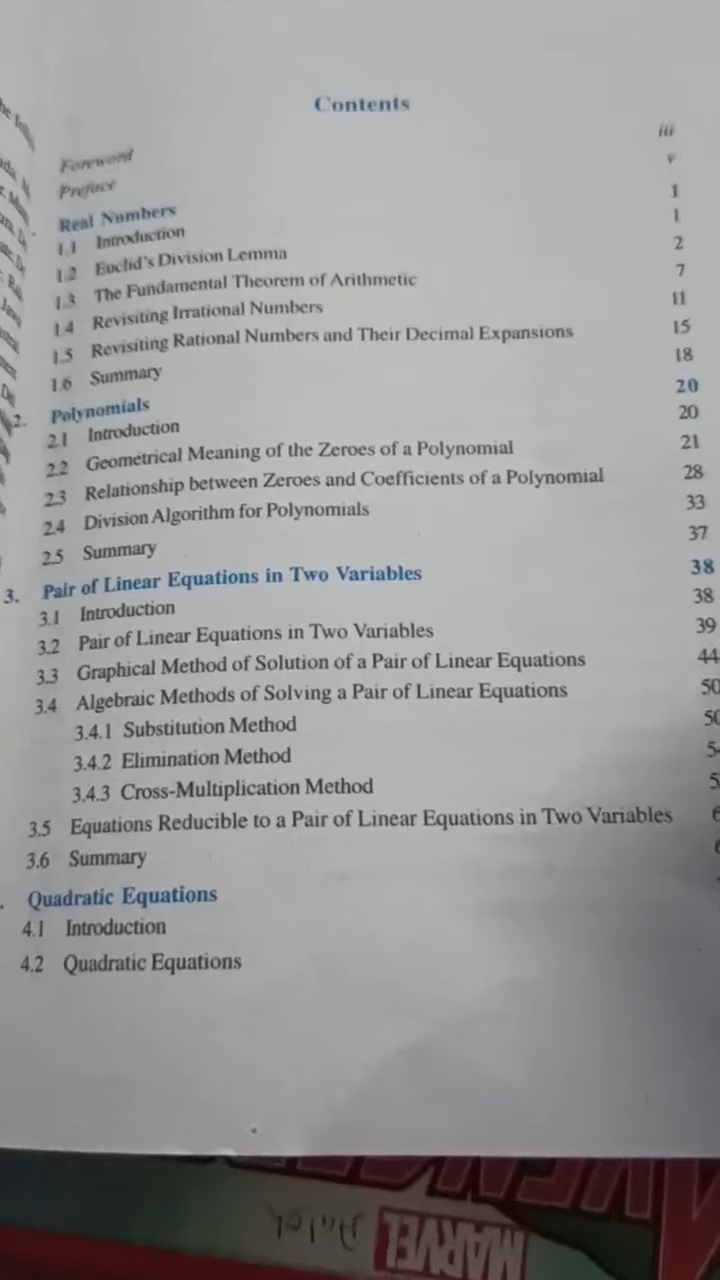 Contents
Foreword iii
Preface v
Real Numbers 1
1.1 Introduction 1
1.2 Euclid's Division Lemma 2
1.3 The Fundamental Theorem of Arithmetic 7
1.4 Revisiting Irrational Numbers 11
1.5 Revisiting Rational Numbers and Their Decimal Expansions 15
1.6 Summary 18
2. Polynomials 20
2.1 Introduction 20
2.2 Geometrical Meaning of the Zeroes of a Polynomial 21
2.3 Relationship between Zeroes and Coefficients of a Polynomial 28
2.4 Division Algorithm for Polynomials 33
2.5 Summary 37
3. Pair of Linear Equations in Two Variables 38
3.1 Introduction 38
3.2 Pair of Linear Equations in Two Variables 39
3.3 Graphical Method of Solution of a Pair of Linear Equations 44
3.4 Algebraic Methods of Solving a Pair of Linear Equations 50
3.4.1 Substitution Method
3.4.2 Elimination Method
3.4.3 Cross-Multiplication Method
3.5 Equations Reducible to a Pair of Linear Equations in Two Variables
3.6 Summary
Quadratic Equations
4.1 Introduction
4.2 Quadratic Equations
MARVEL